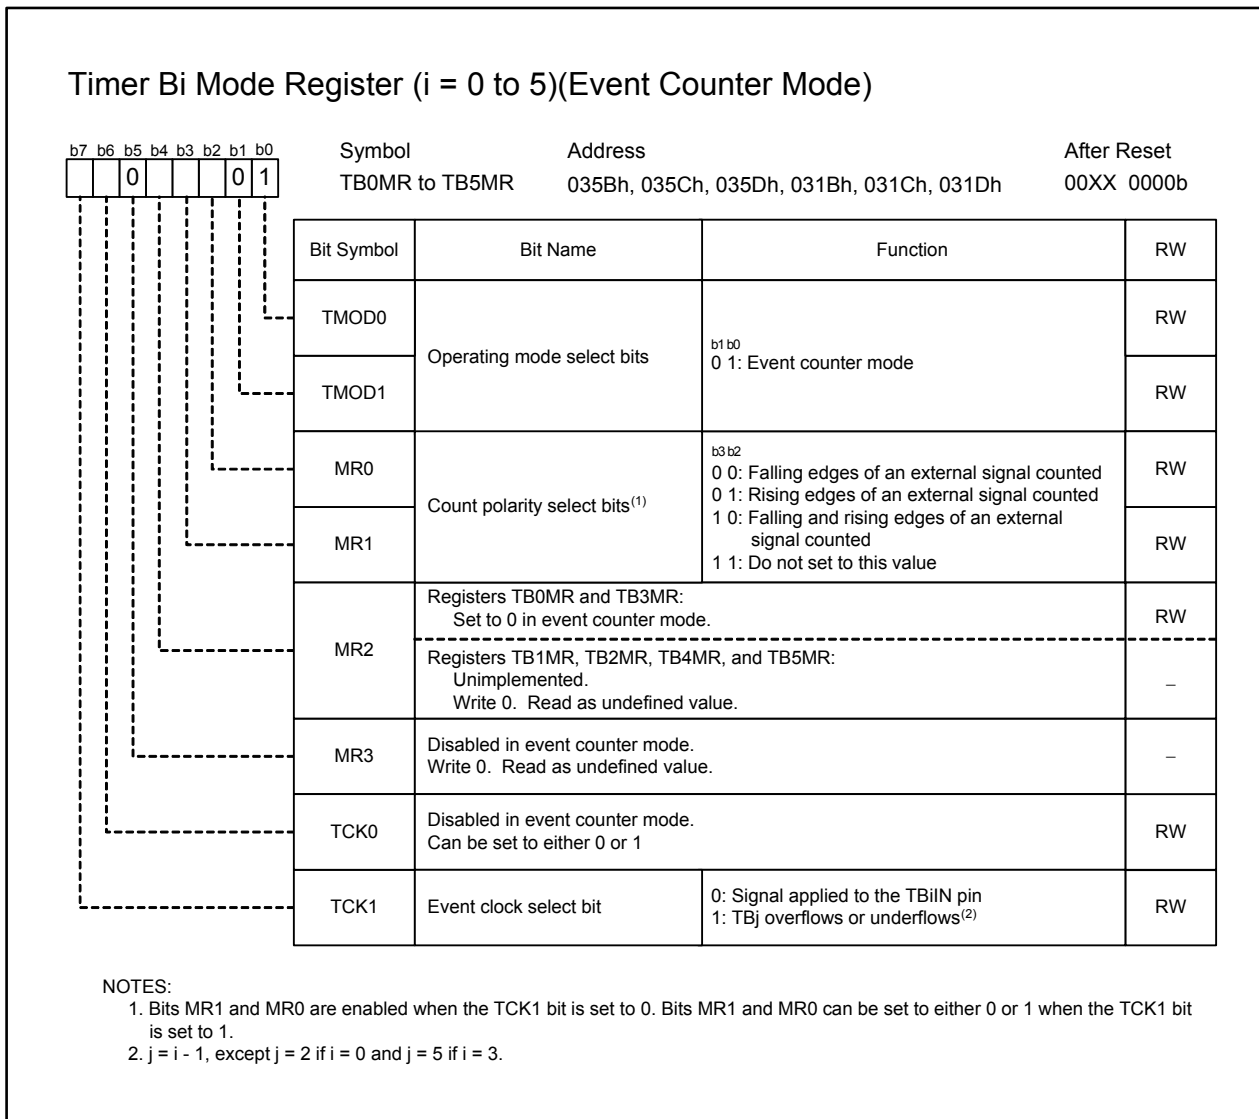 Timer Bi Mode Register (i = 0 to 5)(Event Counter Mode)
b7 b6 b5 b4 b3 b2 b1 b0
0 0 1
Symbol Address After Reset
TB0MR to TB5MR 035Bh, 035Ch, 035Dh, 031Bh, 031Ch, 031Dh 00XX 0000b
Bit Symbol Bit Name Function RW
TMOD0 RW
Operating mode select bits
b1 b0
0 1: Event counter mode
TMOD1 RW
MR0 RW
Count polarity select bits(1)
b3 b2
0 0: Falling edges of an external signal counted
0 1: Rising edges of an external signal counted
1 0: Falling and rising edges of an external
signal counted
1 1: Do not set to this value
MR1 RW
MR2
Registers TB0MR and TB3MR:
Set to 0 in event counter mode.
RW
Registers TB1MR, TB2MR, TB4MR, and TB5MR:
Unimplemented.
Write 0. Read as undefined value.
–
MR3
Disabled in event counter mode.
Write 0. Read as undefined value.
–
TCK0
Disabled in event counter mode.
Can be set to either 0 or 1
RW
TCK1
Event clock select bit
0: Signal applied to the TBiIN pin
1: TBj overflows or underflows(2)
RW
NOTES:
1. Bits MR1 and MR0 are enabled when the TCK1 bit is set to 0. Bits MR1 and MR0 can be set to either 0 or 1 when the TCK1 bit
is set to 1.
2. j = i - 1, except j = 2 if i = 0 and j = 5 if i = 3.